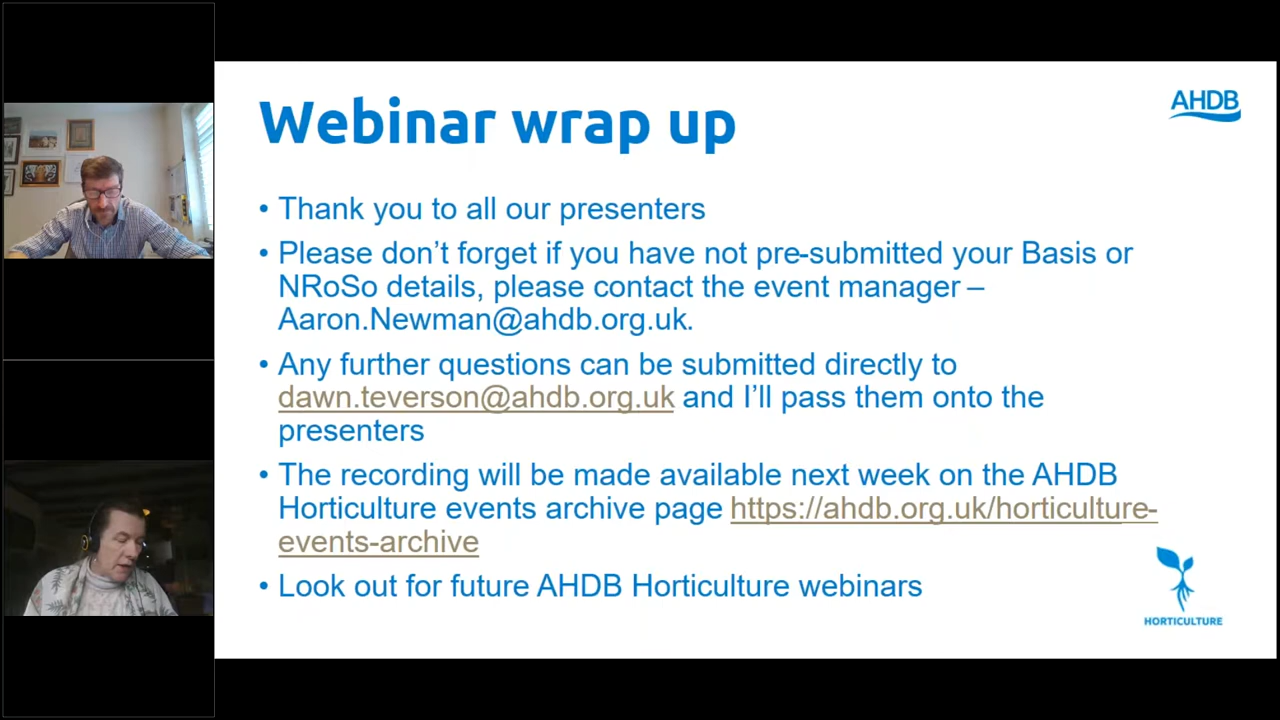 Webinar wrap up
AHDB
• Thank you to all our presenters
• Please don’t forget if you have not pre-submitted your Basis or
NRoSo details, please contact the event manager –
Aaron.Newman@ahdb.org.uk.
• Any further questions can be submitted directly to
dawn.teverson@ahdb.org.uk and I’ll pass them onto the
presenters
• The recording will be made available next week on the AHDB
Horticulture events archive page https://ahdb.org.uk/horticulture-
events-archive
• Look out for future AHDB Horticulture webinars
HORTICULTURE